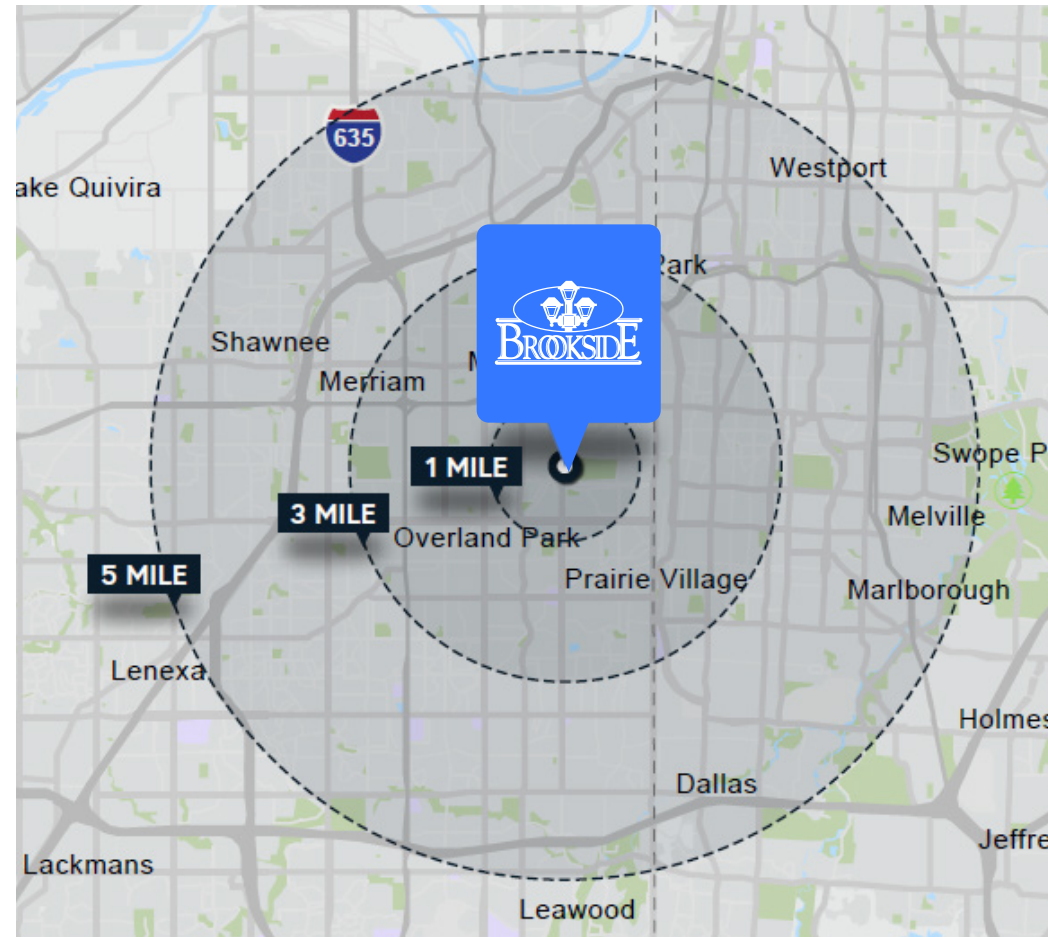 635
Westport
ake Quivira
Park
BROOKSIDE
Shawnee
M
Merriam
Swope P
1 MILE
3 MILE
Melville
Overland Park
5 MILE
Prairie Village
Marlborough
Lenexa
Holmes
Dallas
Jeffre
Lackmans
Leawood